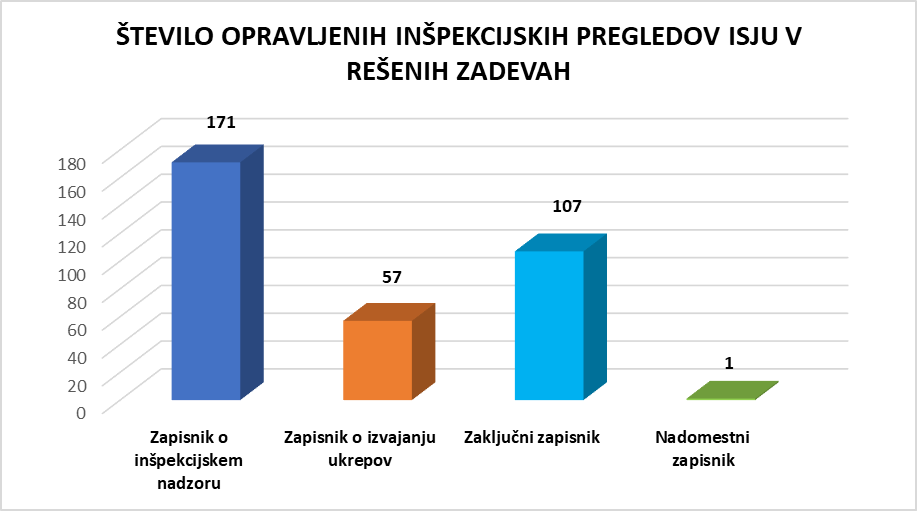 ŠTEVILO OPRAVLJENIH INŠPEKCIJSKIH PREGLEDOV ISJU V
REŠENIH ZADEVAH
171
180
160
107
140
120
57
100
80
60
1
40
20
0
Zapisnik o
inšpekcijskem
nadzoru
Zapisnik o izvajanju
ukrepov
Zaključni zapisnik
Nadomestni
zapisnik